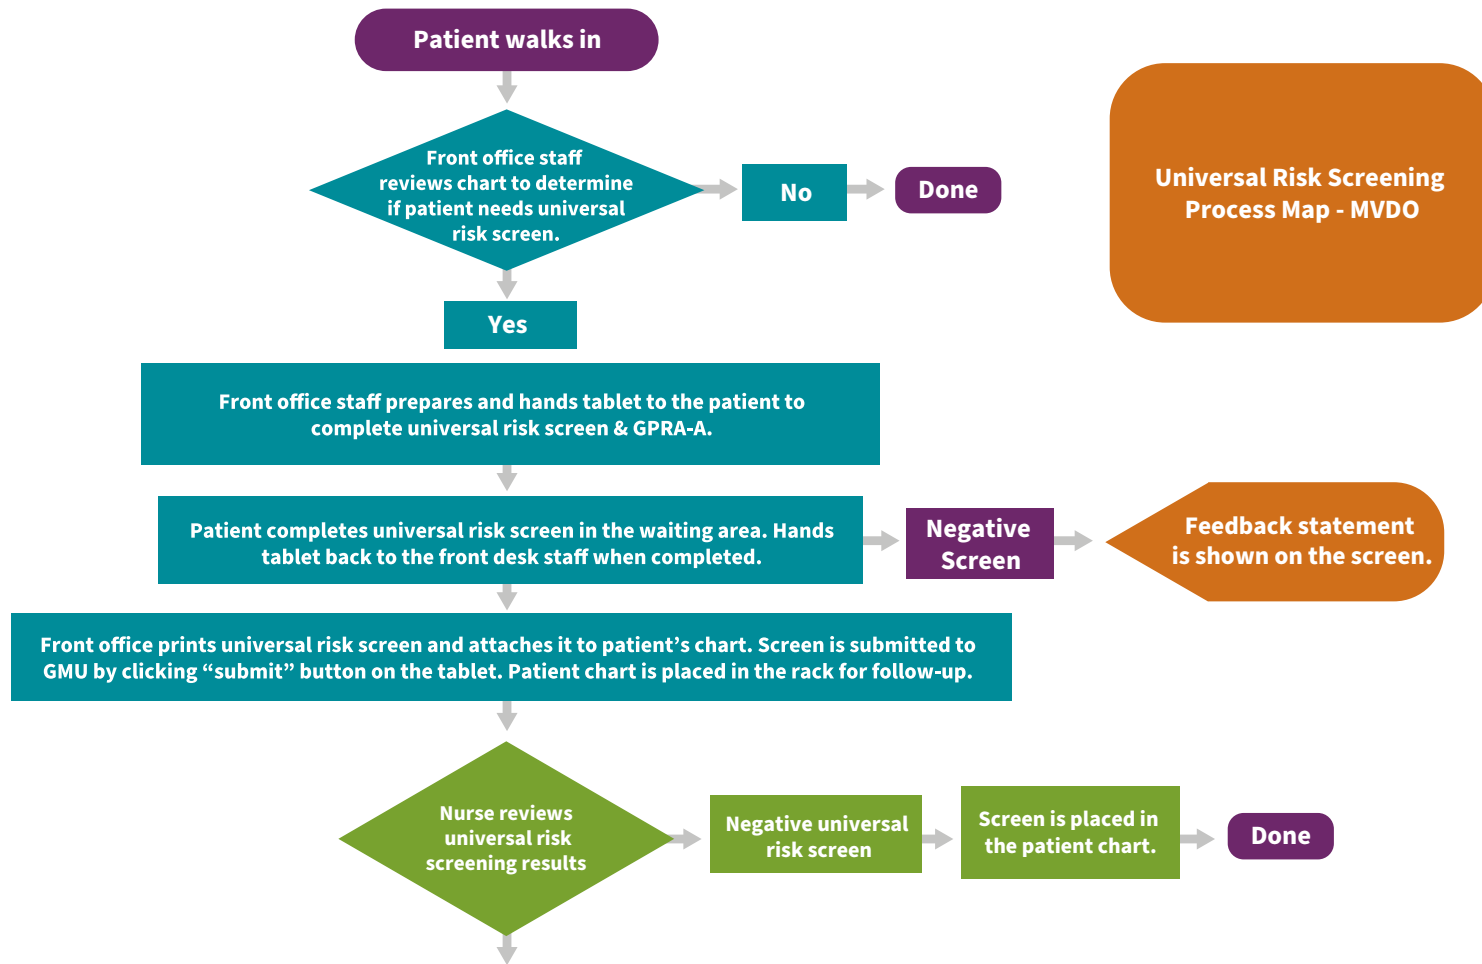 Patient walks in
Front office staff
reviews chart to determine
if patient needs universal
risk screen.
No
Done
Universal Risk Screening
Process Map - MVDO
Yes
Front office staff prepares and hands tablet to the patient to
complete universal risk screen & GPRA-A.
Patient completes universal risk screen in the waiting area. Hands
tablet back to the front desk staff when completed.
Negative
Screen
Feedback statement
is shown on the screen.
Front office prints universal risk screen and attaches it to patient’s chart. Screen is submitted to
GMU by clicking “submit” button on the tablet. Patient chart is placed in the rack for follow-up.
Nurse reviews
universal risk
screening results
Negative universal
risk screen
Screen is placed in
the patient chart.
Done